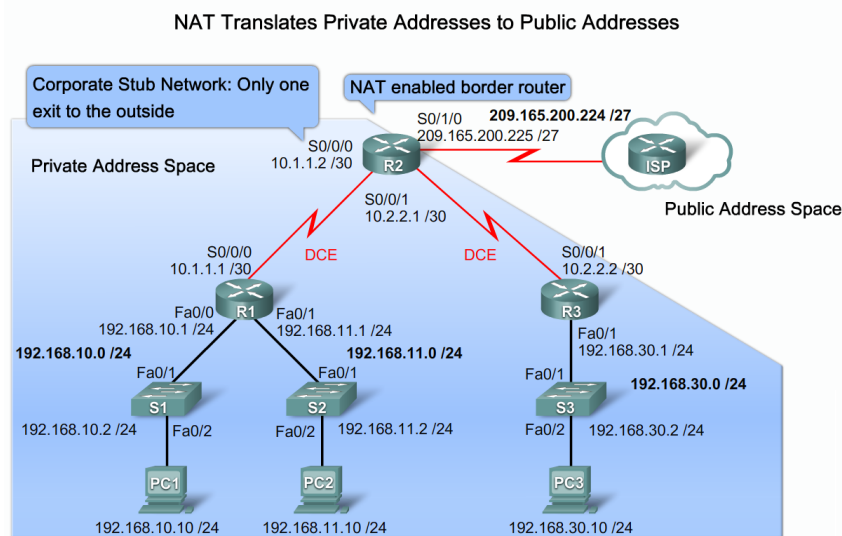 NAT Translates Private Addresses to Public Addresses
Corporate Stub Network: Only one
exit to the outside
NAT enabled border router
S0/1/0
209.165.200.224 /27
209.165.200.225 /27
S0/0/0
10.1.1.2 /30
R2
ISP
Private Address Space
S0/0/1
10.2.2.1 /30
Public Address Space
S0/0/0
10.1.1.1 /30
DCE
DCE
S0/0/1
10.2.2.2 /30
R1
R3
Fa0/0
192.168.10.1 /24
Fa0/1
192.168.11.1 /24
Fa0/1
192.168.30.1 /24
192.168.10.0 /24
192.168.11.0 /24
192.168.30.0 /24
Fa0/1
Fa0/1
Fa0/1
S1
S2
S3
192.168.10.2 /24
Fa0/2
Fa0/2
192.168.11.2 /24
Fa0/2
192.168.30.2 /24
PC1
PC2
PC3
192.168.10.10 /24
192.168.11.10 /24
192.168.30.10 /24